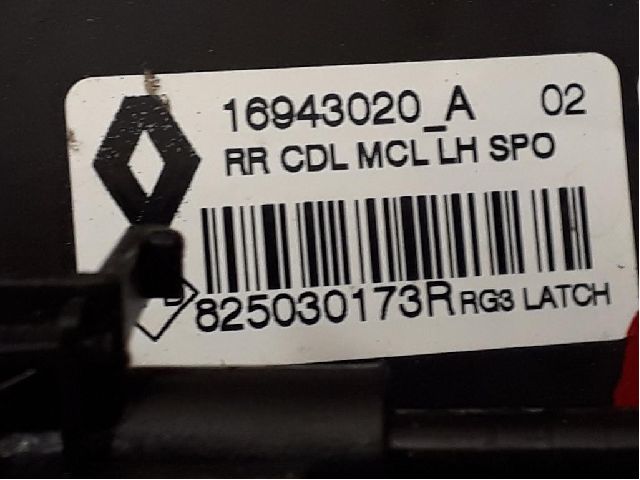 16943020_A 02
RR CDL MCL LH SPO
825030173R RG3 LATCH